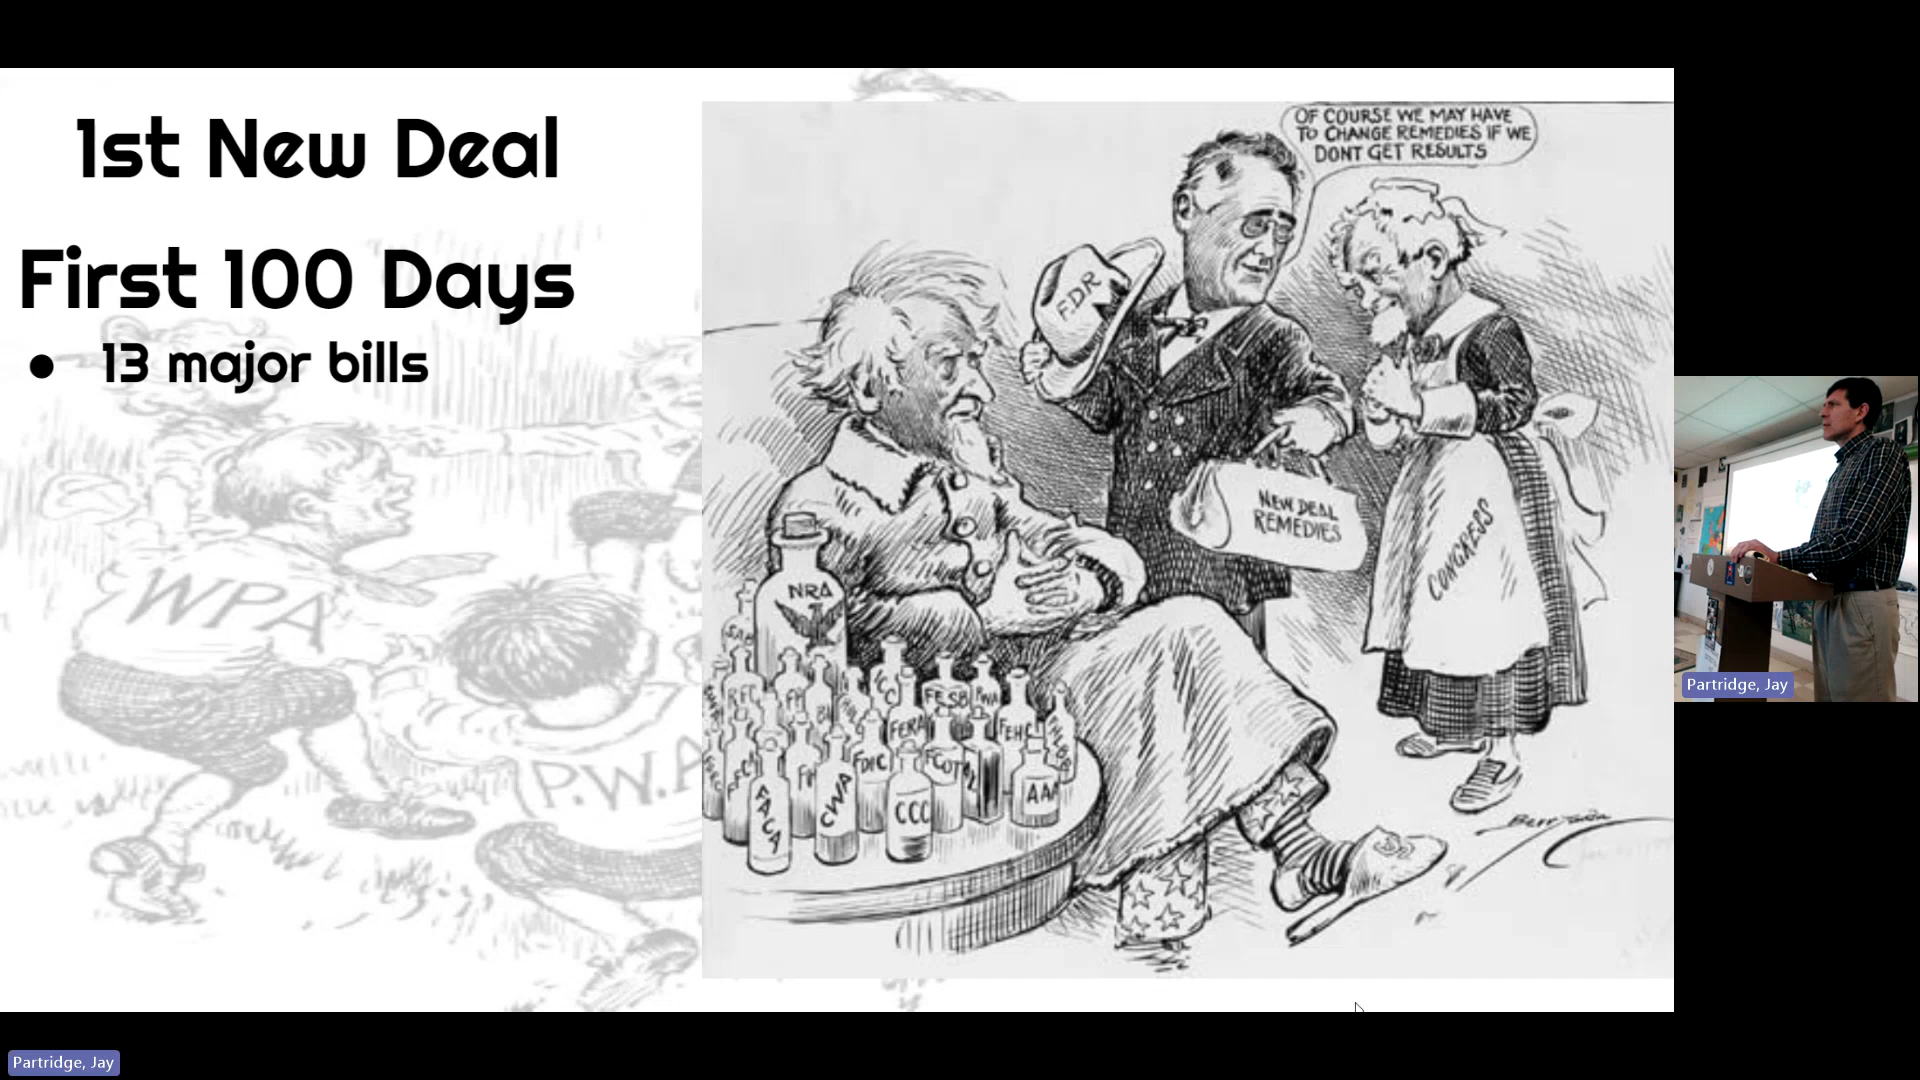 1st New Deal
First 100 Days
● 13 major bills
OF COURSE WE MAY HAVE
TO CHANGE REMEDIES IF WE
DONT GET RESULTS
F.D.R.
NEW DEAL
REMEDIES
CONGRESS
NRA
RFC
FESB
PWA
FERA
FEHC
FDIC
CWA
CCC
AAA
WPA
P.W.A
Partridge, Jay
Partridge, Jay